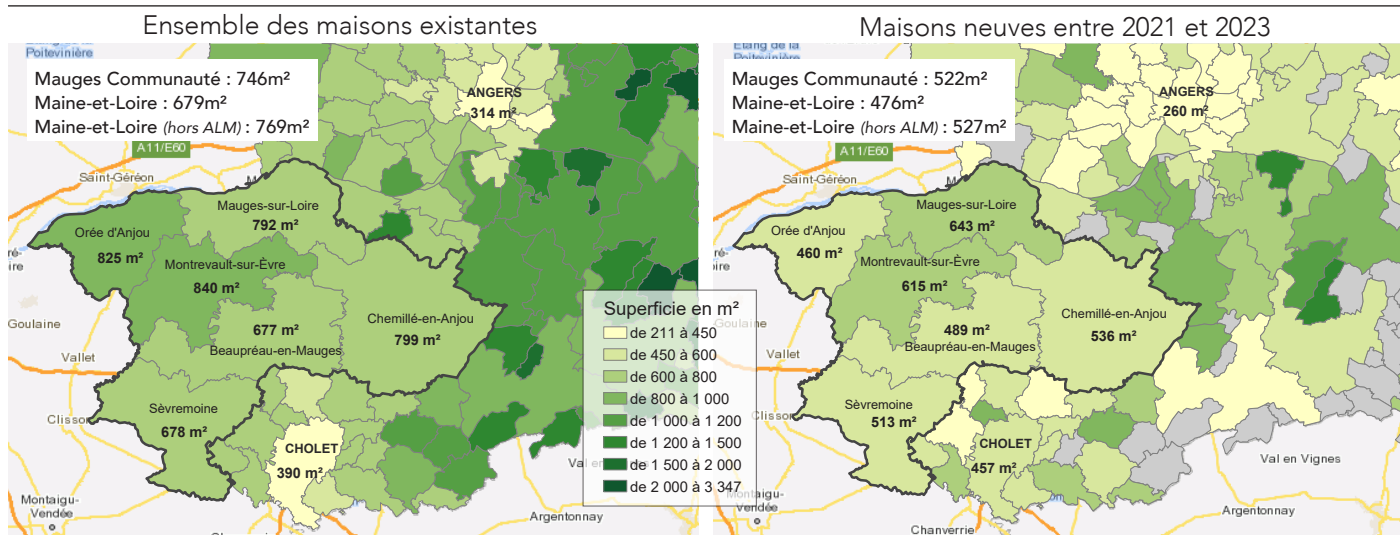 Ensemble des maisons existantes
Poitevinière
Mauges Communauté : 746m²
Maine-et-Loire : 679m²
Maine-et-Loire (hors ALM) : 769m²
ANGERS
314 m²
A11/E60
Saint-Géréon
Mauges-sur-Loire
792 m²
Orée d'Anjou
825 m²
Montrevault-sur-Èvre
840 m²
Goulaine
677 m²
Beaupréau-en-Mauges
Chemillé-en-Anjou
799 m²
Vallet
Sèvremoine
678 m²
Clisson
CHOLET
390 m²
Montaigu-
Vendée
Argentonnay
Superficie en m²
de 211 à 450
de 450 à 600
de 600 à 800
de 800 à 1 000
de 1 000 à 1 200
de 1 200 à 1 500
de 1 500 à 2 000
de 2 000 à 3 347
Maisons neuves entre 2021 et 2023
Étang de la
Poitevinière
Mauges Communauté : 522m²
Maine-et-Loire : 476m²
Maine-et-Loire (hors ALM) : 527m²
ANGERS
260 m²
A11/E60
Saint-Géréon
Mauges-sur-Loire
643 m²
Orée d'Anjou
460 m²
Montrevault-sur-Èvre
615 m²
Goulaine
489 m²
Beaupréau-en-Mauges
Chemillé-en-Anjou
536 m²
Vallet
Sèvremoine
513 m²
CHOLET
457 m²
Val en Vignes
Montaigu-
Vendée
Argentonnay
Chanverrie